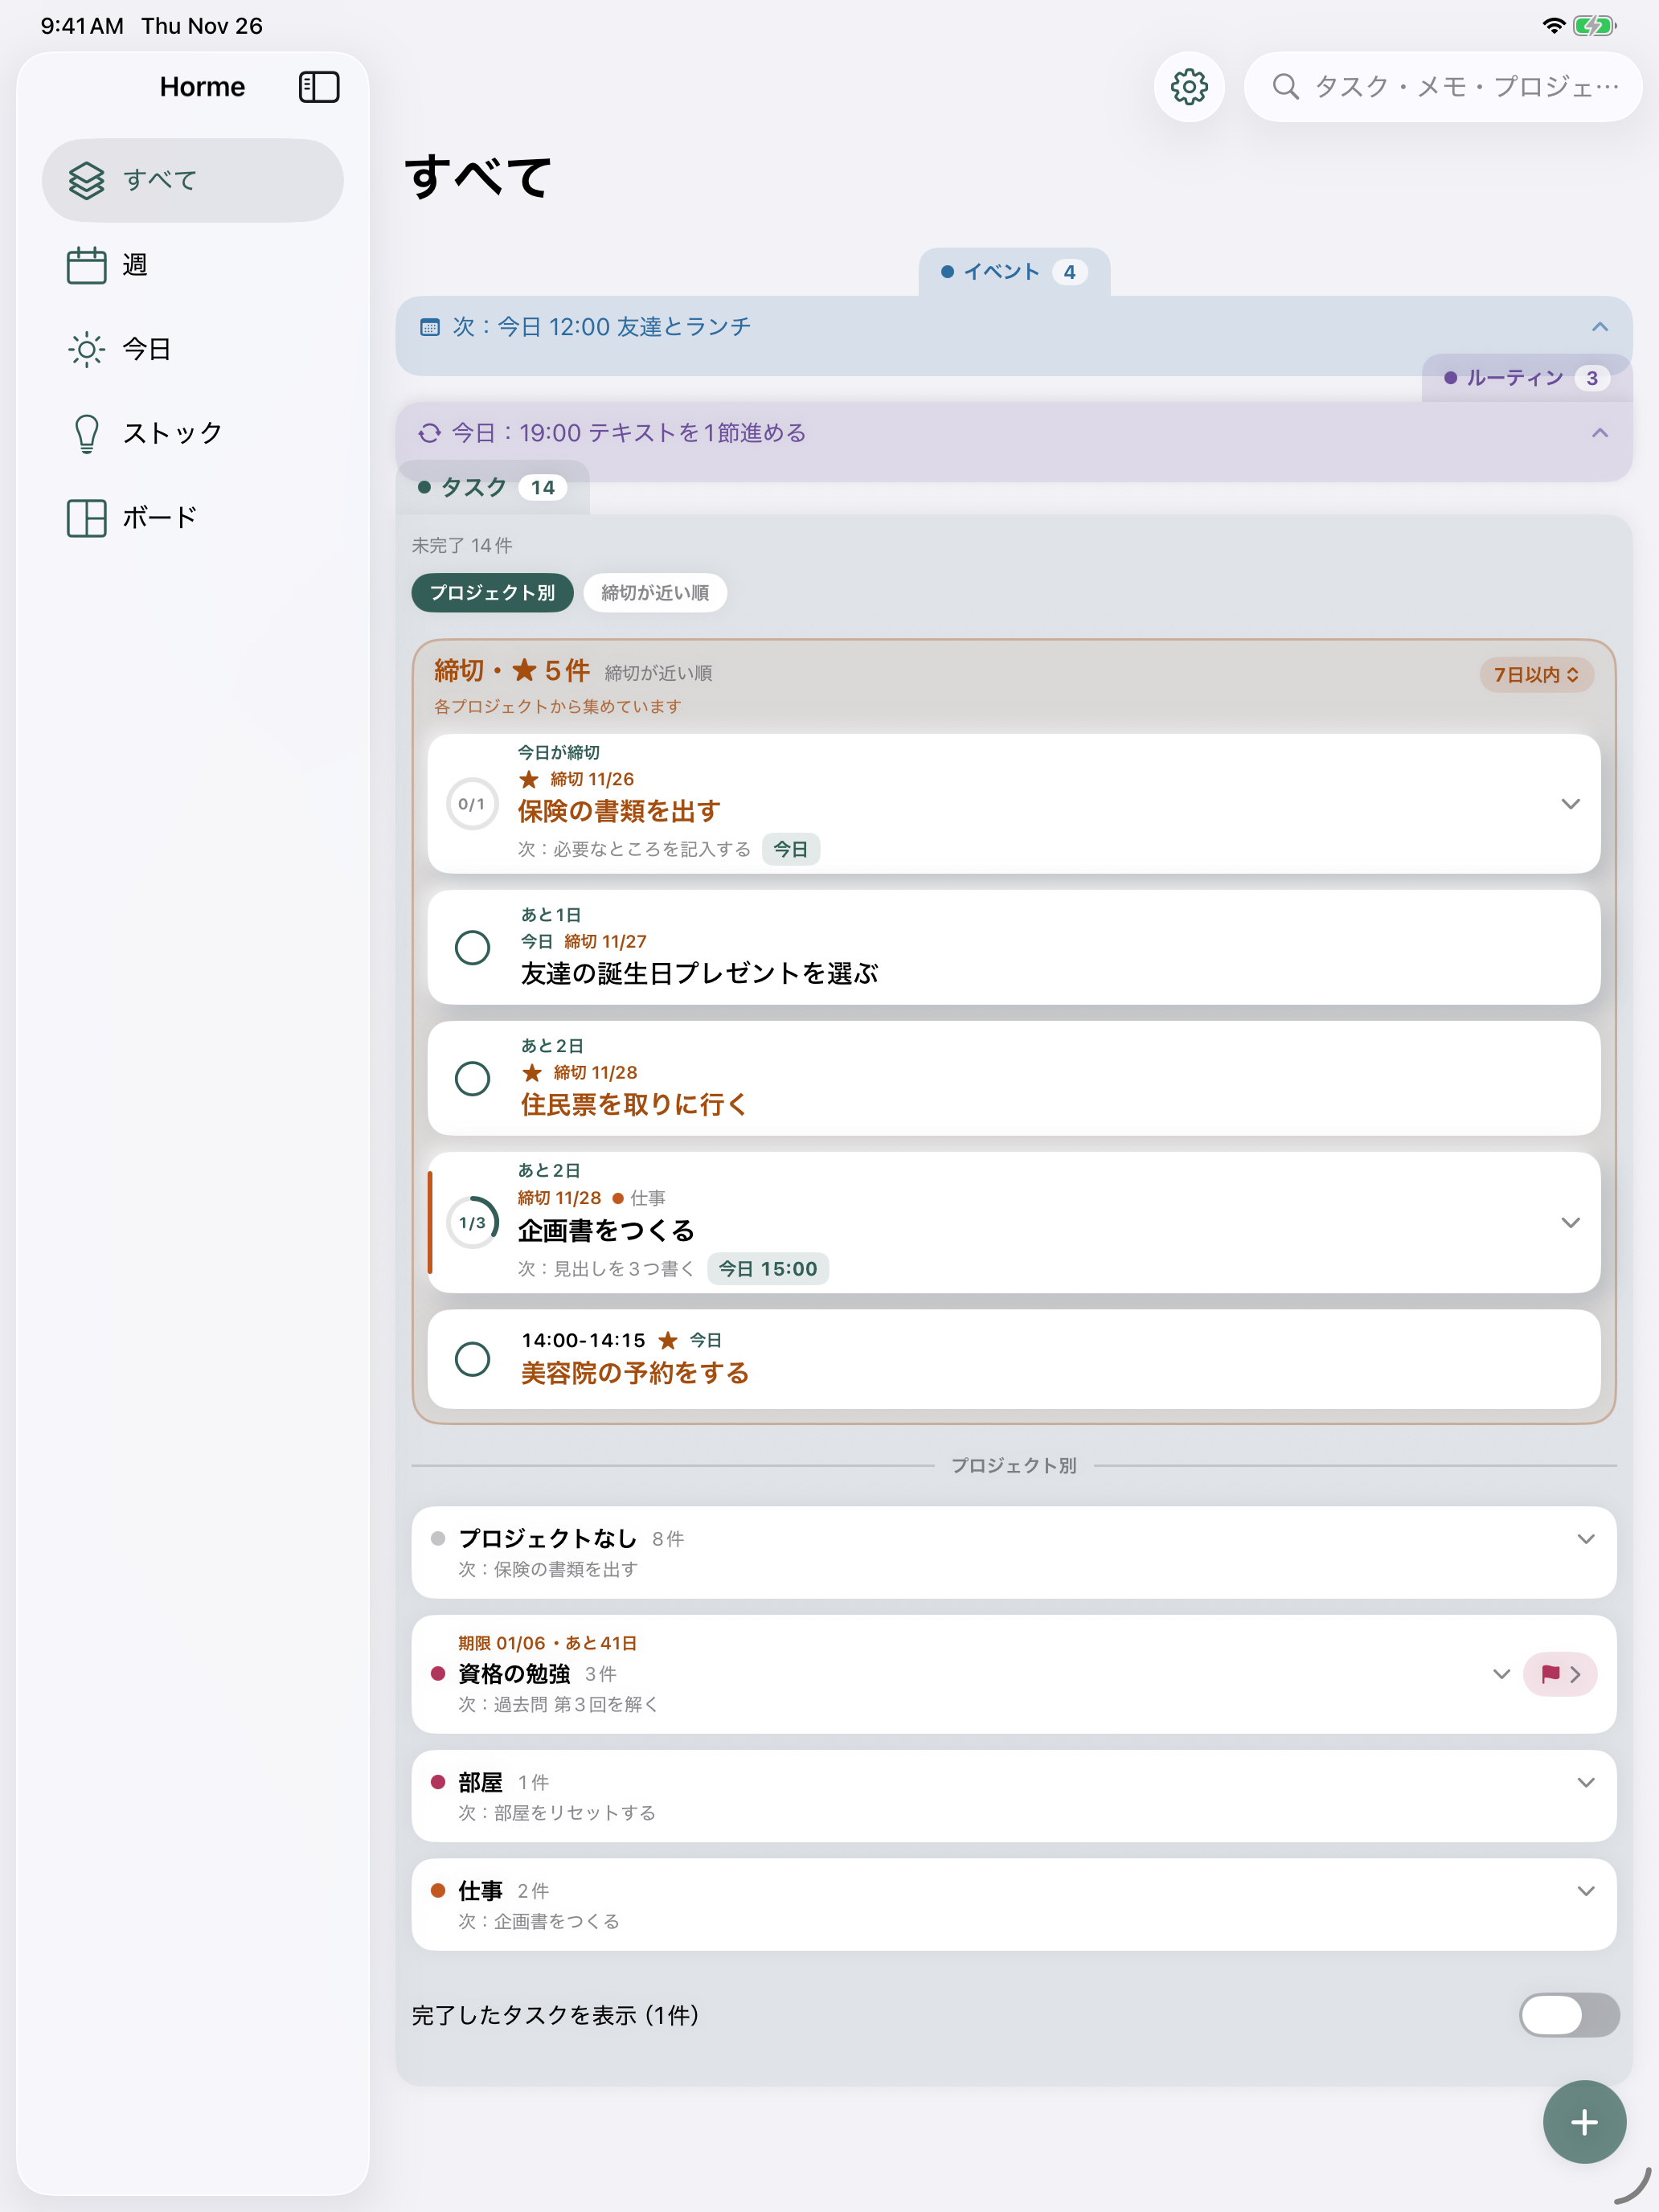 9:41 AM Thu Nov 26
Horme
すべて
週
今日
ストック
ボード
タスク・メモ・プロジェ…
すべて
イベント 4
次：今日 12:00 友達とランチ
ルーティン 3
今日：19:00 テキストを1節進める
タスク 14
未完了 14件
プロジェクト別 締切が近い順
締切・★ 5件 締切が近い順
7日以内
各プロジェクトから集めています
今日が締切
★ 締切 11/26
0/1
保険の書類を出す
次：必要なところを記入する 今日
あと1日
今日 締切 11/27
友達の誕生日プレゼントを選ぶ
あと2日
★ 締切 11/28
住民票を取りに行く
あと2日
締切 11/28 仕事
1/3
企画書をつくる
次：見出しを3つ書く 今日 15:00
14:00-14:15 ★ 今日
美容院の予約をする
プロジェクト別
プロジェクトなし 8件
次：保険の書類を出す
期限 01/06・あと41日
資格の勉強 3件
次：過去問 第3回を解く
部屋 1件
次：部屋をリセットする
仕事 2件
次：企画書をつくる
完了したタスクを表示 (1件)